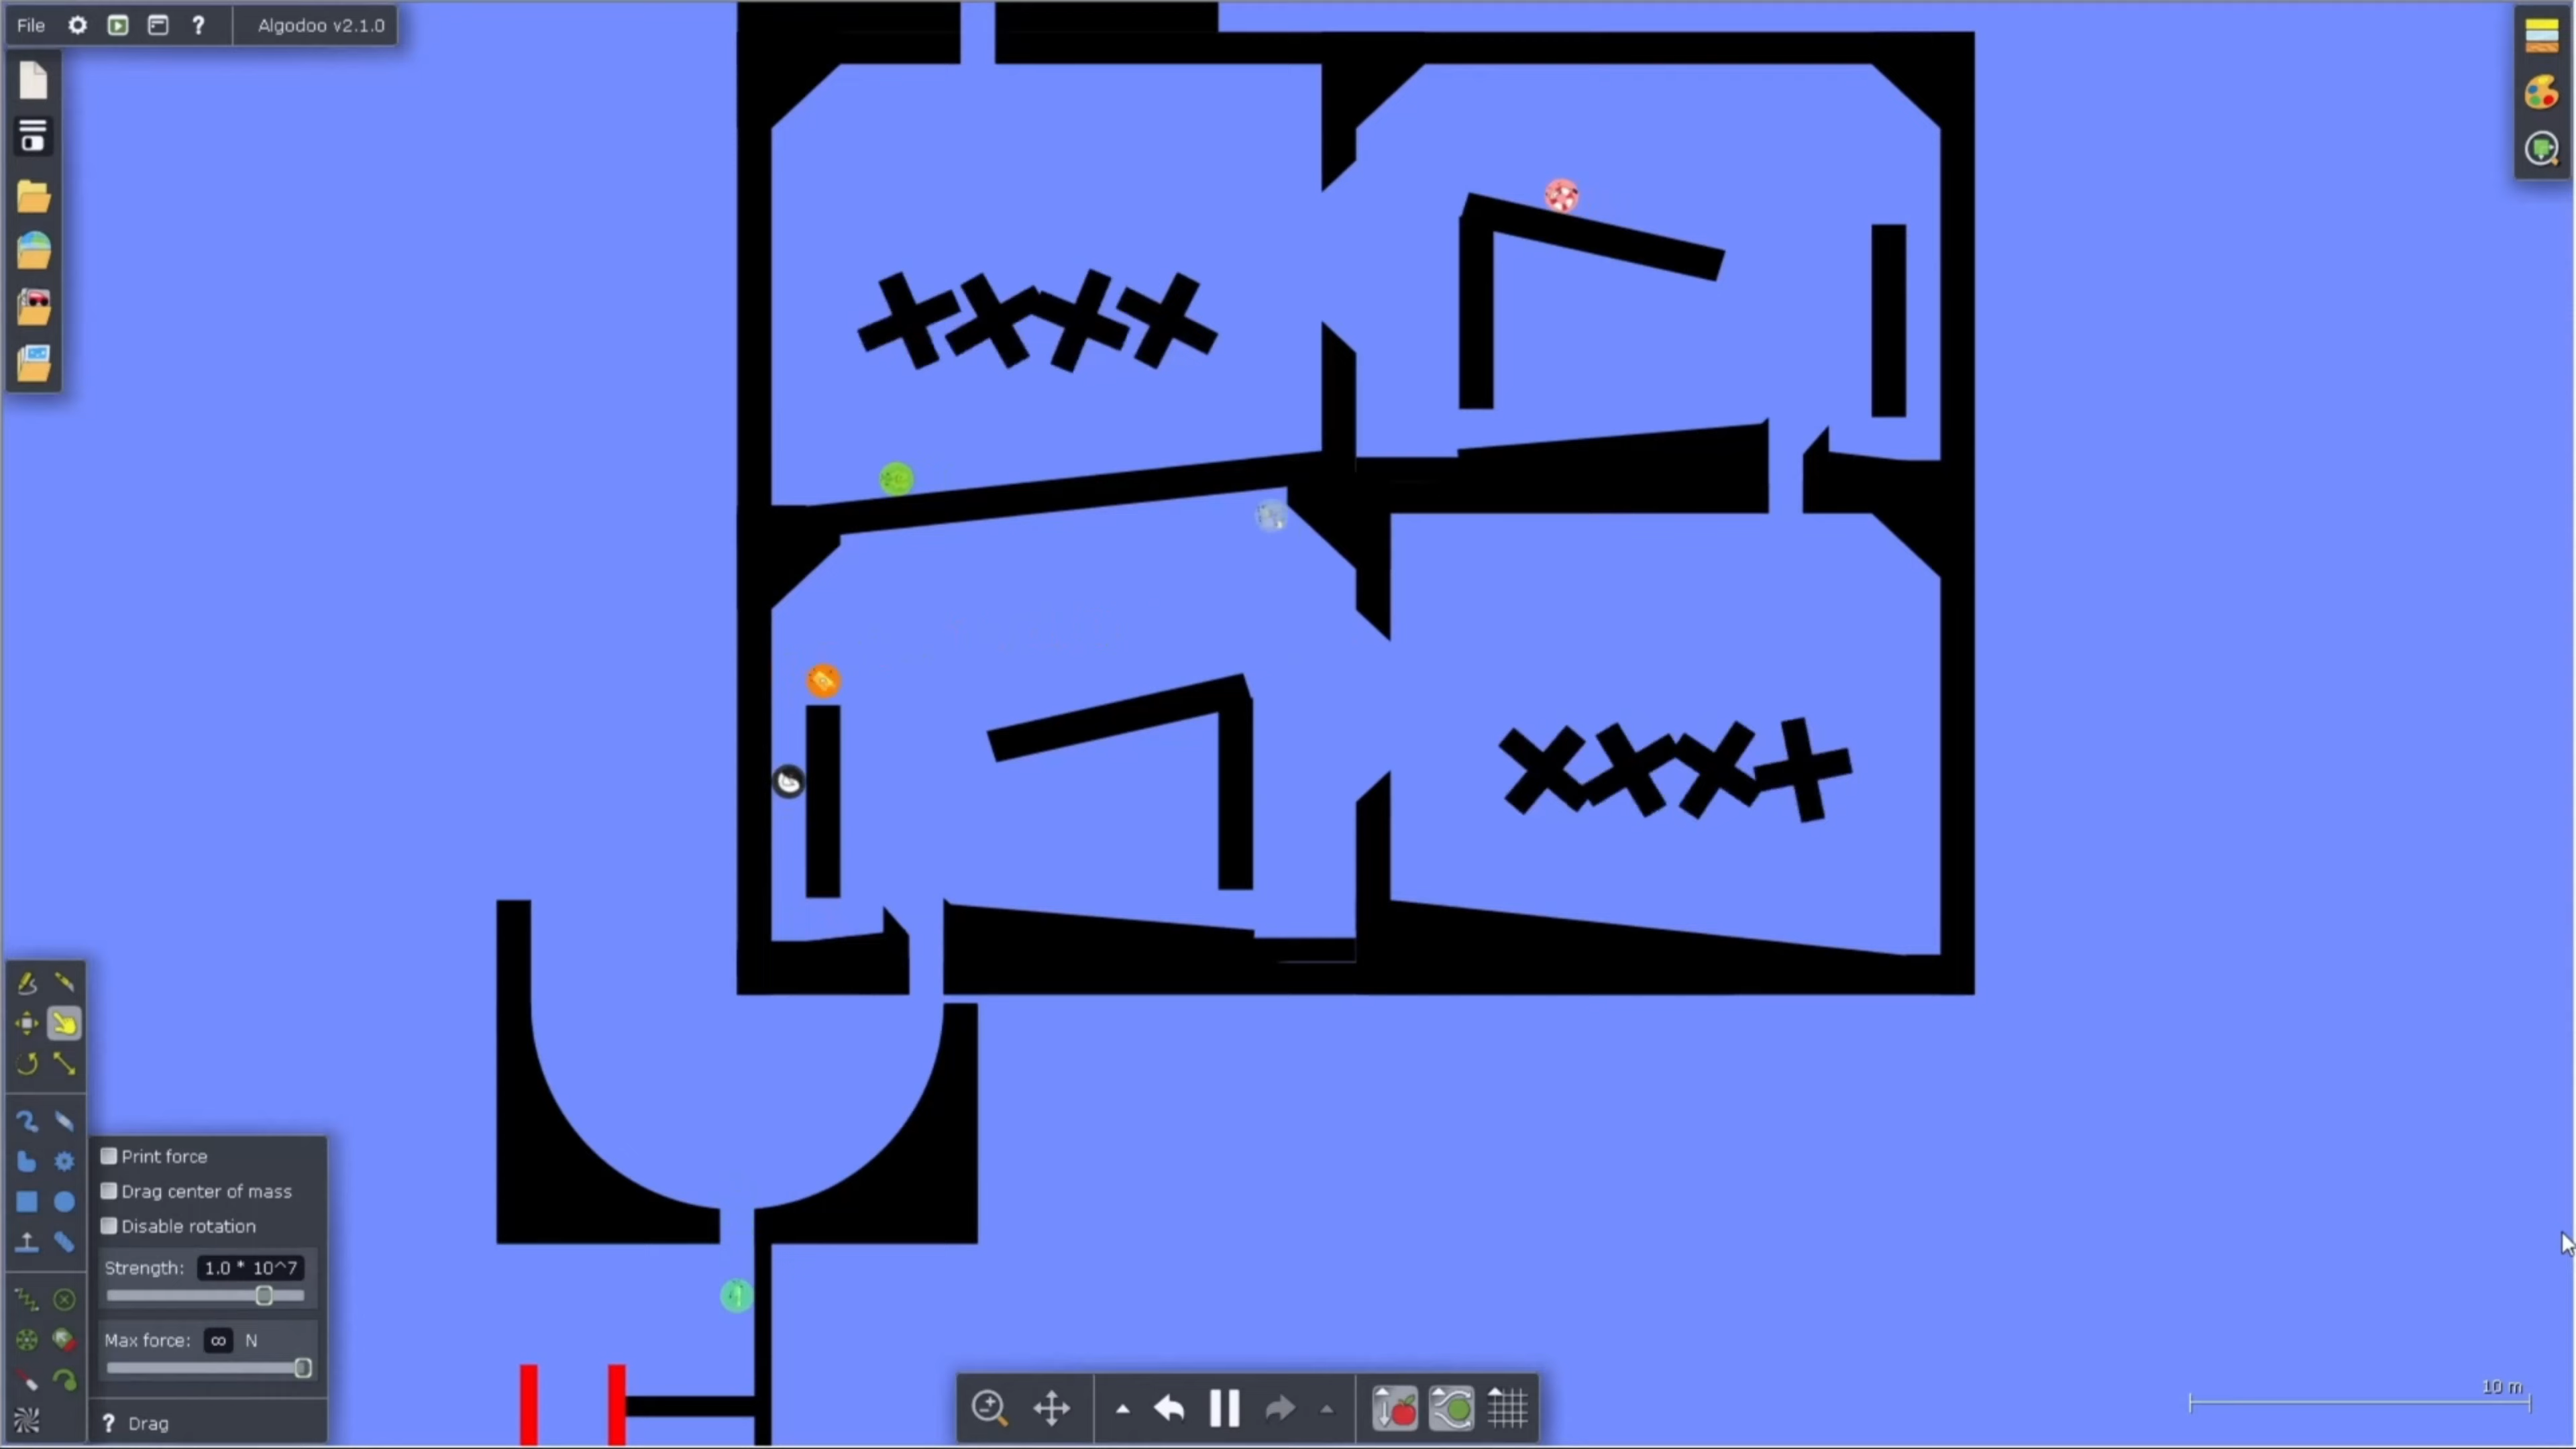 File ? Algodoo v2.1.0
Print force
Drag center of mass
Disable rotation
Strength: 1.0 * 10^7
Max force: ∞ N
? Drag
10 m